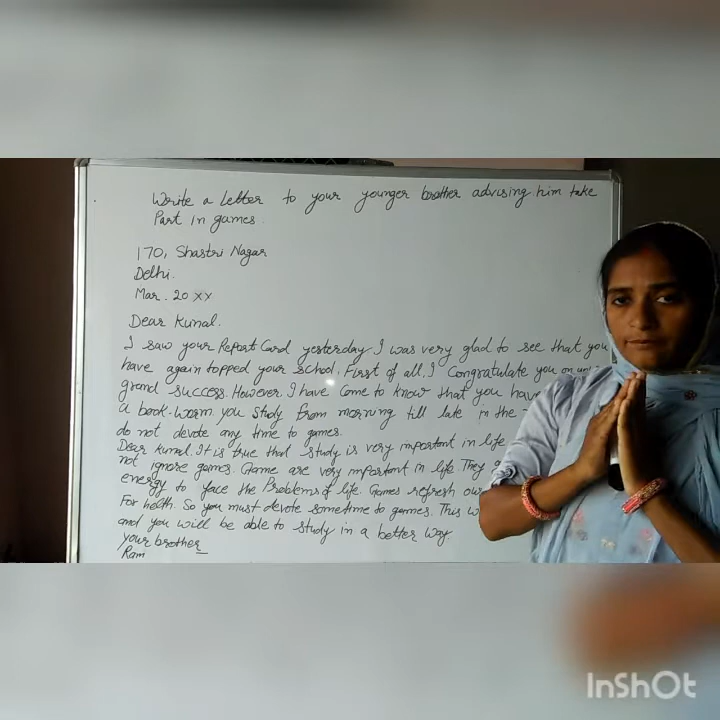 Write a letter to your younger brother advising him take
Part in games.
170, Shastri Nagar
Delhi.
Mar. 20 XX
Dear Kunal.
I saw your Report Card yesterday I was very glad to see that you
have again topped your school. First of all, I Congratulate you on
grand success. However I have Come to know that you have
a book-worm you study from morning till late in the
do not devote any time to games.
Dear Kunal. It is true that study is very important in life
not ignore games. Game are very important in life. They
energy to face the Problems of life. Games refresh our
For health. So you must devote sometime to games. This
and you will be able to study in a better way.
Your brother
Ram
InShOt